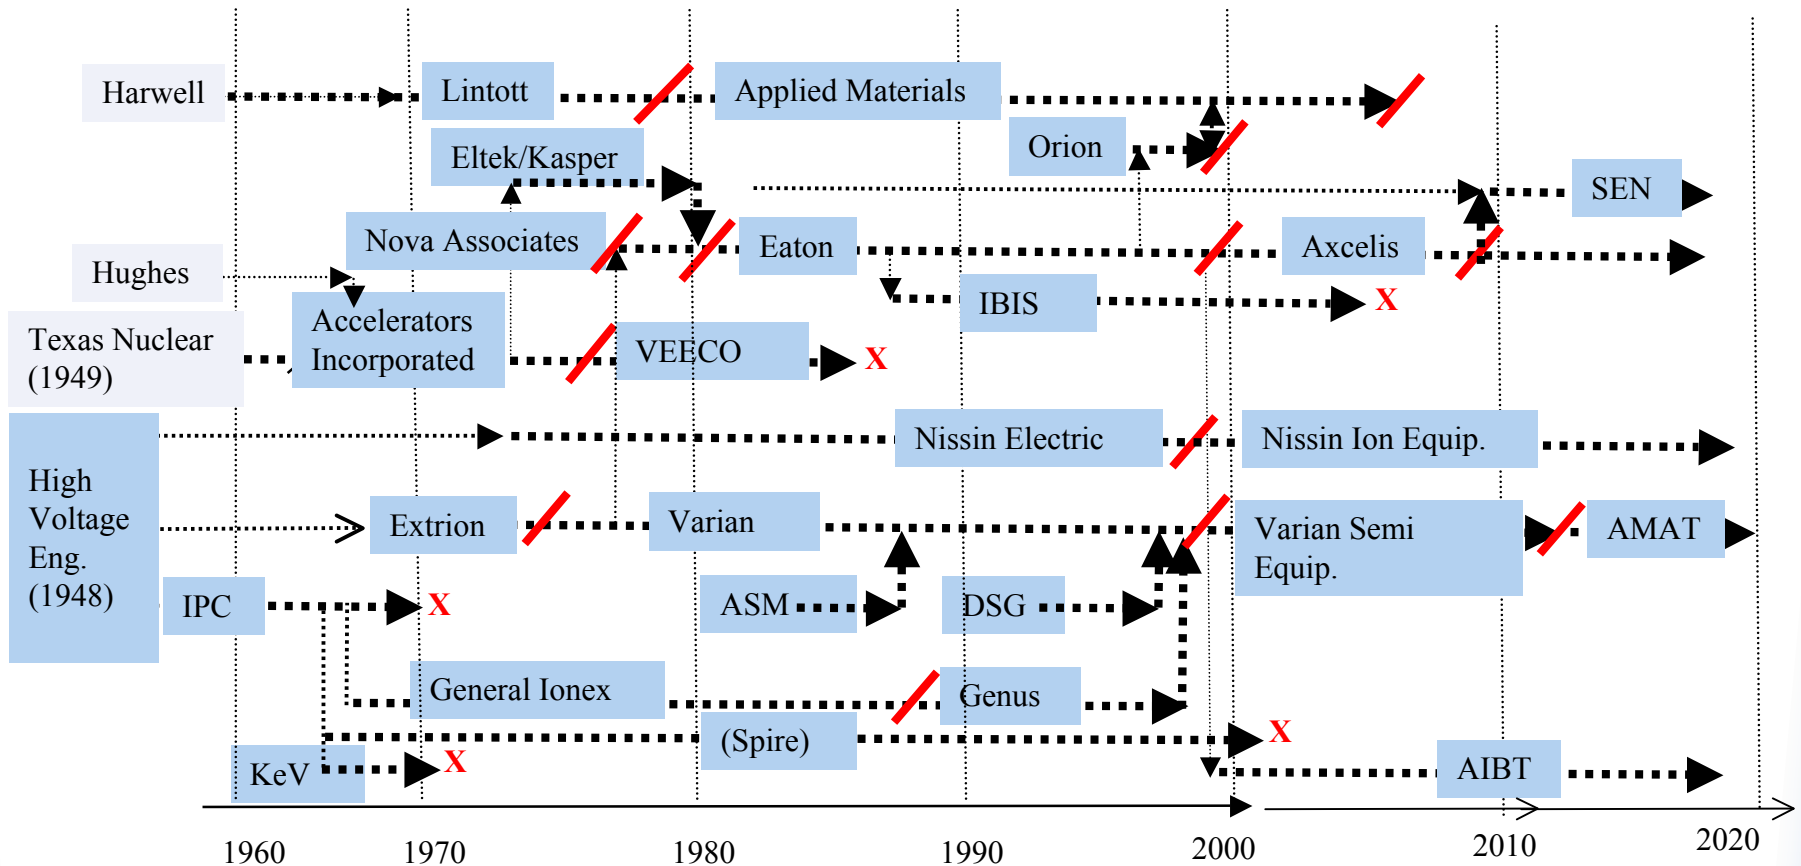 Harwell
Lintott
Applied Materials
Eltek/Kasper
Orion
SEN
Nova Associates
Eaton
Axcelis
Hughes
IBIS
Accelerators
Incorporated
Texas Nuclear
(1949)
VEECO
X
X
High
Voltage
Eng.
(1948)
Nissin Electric
Nissin Ion Equip.
Extrion
Varian
Varian Semi
Equip.
AMAT
IPC
X
ASM
DSG
General Ionex
Genus
(Spire)
X
KeV
X
AIBT
1960
1970
1980
1990
2000
2010
2020